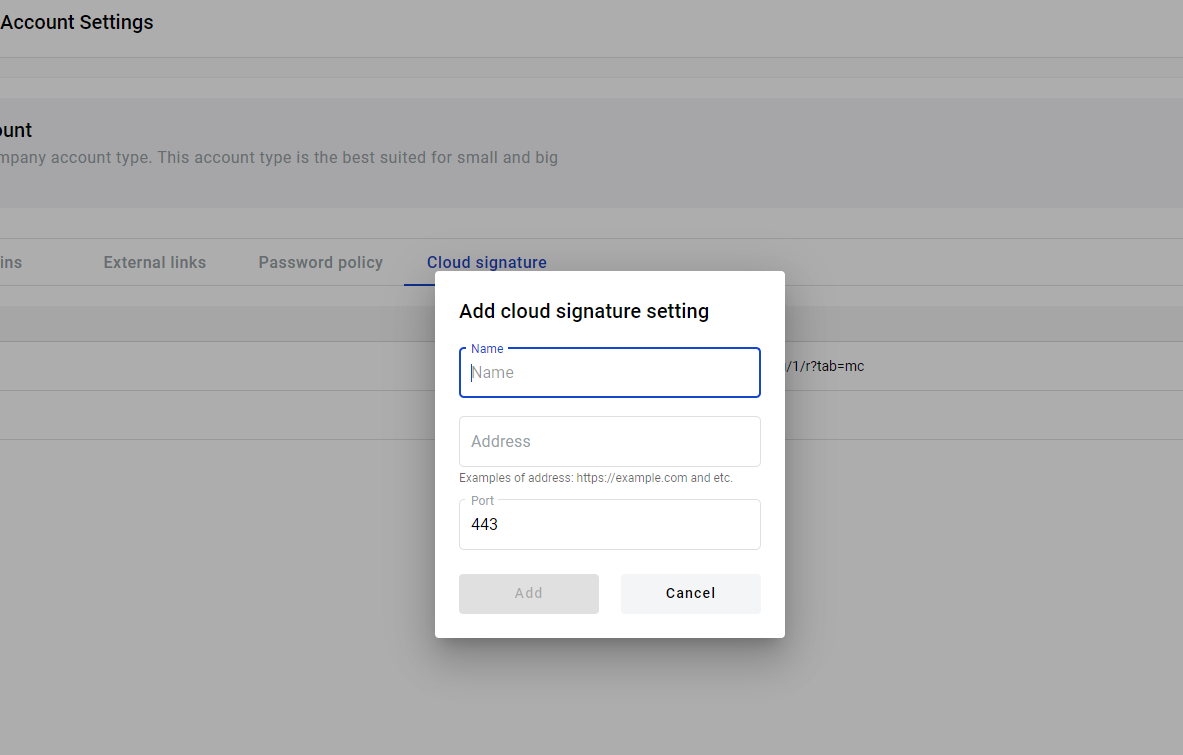 Account Settings
ount
mpany account type. This account type is the best suited for small and big
ins External links Password policy Cloud signature
Add cloud signature setting
Name
Name
/1/r?tab=mc
Address
Examples of address: https://example.com and etc.
Port
443
Add Cancel